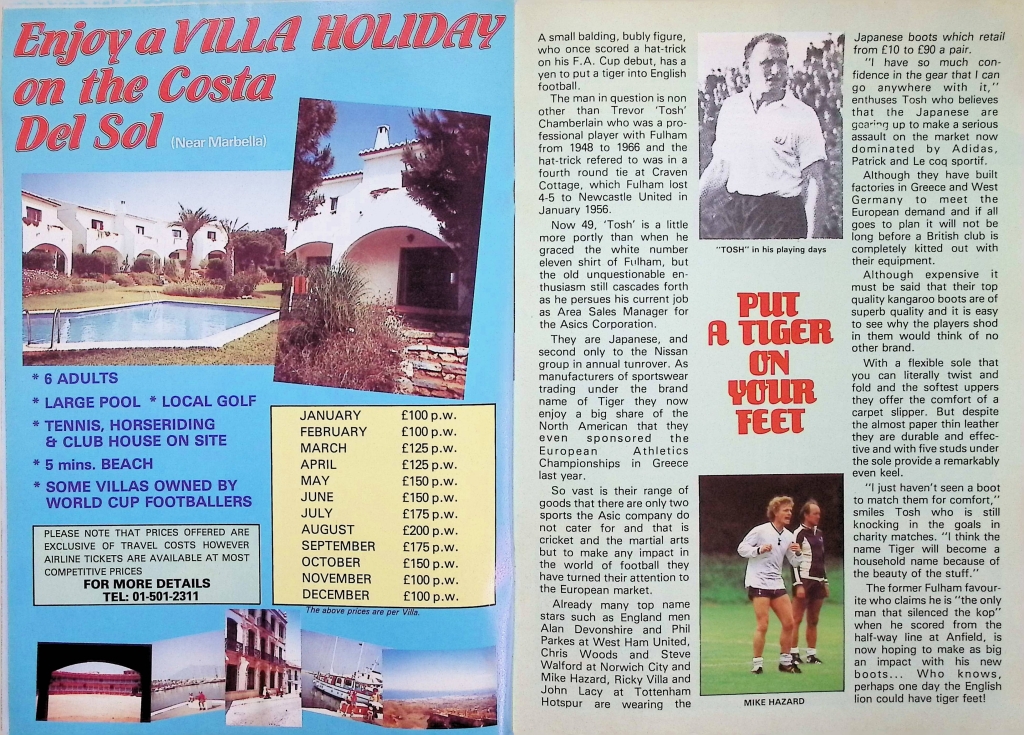 Enjoy a VILLA HOLIDAY
on the Costa
Del Sol (Near Marbella)
* 6 ADULTS
* LARGE POOL * LOCAL GOLF
* TENNIS, HORSERIDING
& CLUB HOUSE ON SITE
* 5 mins. BEACH
* SOME VILLAS OWNED BY
WORLD CUP FOOTBALLERS
PLEASE NOTE THAT PRICES OFFERED ARE
EXCLUSIVE OF TRAVEL COSTS HOWEVER
AIRLINE TICKETS ARE AVAILABLE AT MOST
COMPETITIVE PRICES
FOR MORE DETAILS
TEL: 01-501-2311
JANUARY £100 p.w.
FEBRUARY £100 p.w.
MARCH £125 p.w.
APRIL £125 p.w.
MAY £150 p.w.
JUNE £150 p.w.
JULY £175 p.w.
AUGUST £200 p.w.
SEPTEMBER £175 p.w.
OCTOBER £150 p.w.
NOVEMBER £100 p.w.
DECEMBER £100 p.w.
The above prices are per Villa.
A small balding, bubly figure,
who once scored a hat-trick
on his F.A. Cup debut, has a
yen to put a tiger into English
football.
The man in question is non
other than Trevor 'Tosh'
Chamberlain who was a pro-
fessional player with Fulham
from 1948 to 1966 and the
hat-trick refered to was in a
fourth round tie at Craven
Cottage, which Fulham lost
4-5 to Newcastle United in
January 1956.
Now 49, 'Tosh' is a little
more portly than when he
graced the white number
eleven shirt of Fulham, but
the old unquestionable en-
thusiasm still cascades forth
as he persues his current job
as Area Sales Manager for
the Asics Corporation.
They are Japanese, and
second only to the Nissan
group in annual tunrover. As
manufacturers of sportswear
trading under the brand
name of Tiger they now
enjoy a big share of the
North American that they
even sponsored the
European Athletics
Championships in Greece
last year.
So vast is their range of
goods that there are only two
sports the Asic company do
not cater for and that is
cricket and the martial arts
but to make any impact in
the world of football they
have turned their attention to
the European market.
Already many top name
stars such as England men
Alan Devonshire and Phil
Parkes at West Ham United,
Chris Woods and Steve
Walford at Norwich City and
Mike Hazard, Ricky Villa and
John Lacy at Tottenham
Hotspur are wearing the
"TOSH" in his playing days
PUT
A TIGER
ON
YOUR
FEET
MIKE HAZARD
Japanese boots which retail
from £10 to £90 a pair.
"I have so much con-
fidence in the gear that I can
go anywhere with it,"
enthuses Tosh who believes
that the Japanese are
gearing up to make a serious
assault on the market now
dominated by Adidas,
Patrick and Le coq sportif.
Although they have built
factories in Greece and West
Germany to meet the
European demand and if all
goes to plan it will not be
long before a British club is
completely kitted out with
their equipment.
Although expensive it
must be said that their top
quality kangaroo boots are of
superb quality and it is easy
to see why the players shod
in them would think of no
other brand.
With a flexible sole that
you can literally twist and
fold and the softest uppers
they offer the comfort of a
carpet slipper. But despite
the almost paper thin leather
they are durable and effec-
tive and with five studs under
the sole provide a remarkably
even keel.
"I just haven't seen a boot
to match them for comfort,"
smiles Tosh who is still
knocking in the goals in
charity matches. "I think the
name Tiger will become a
household name because of
the beauty of the stuff."
The former Fulham favour-
ite who claims he is "the only
man that silenced the kop"
when he scored from the
half-way line at Anfield, is
now hoping to make as big
an impact with his new
boots... Who knows,
perhaps one day the English
lion could have tiger feet!